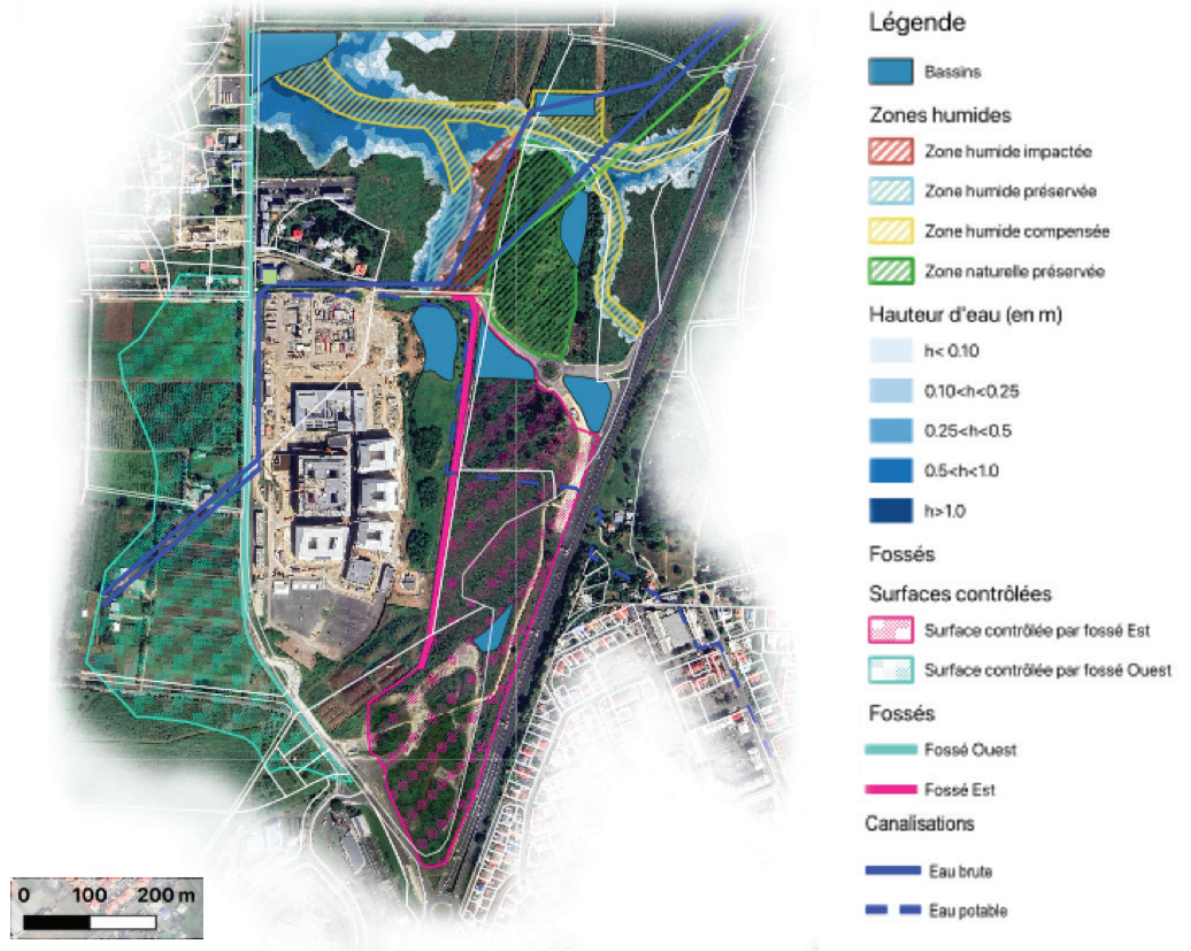 Légende
Bassins
Zones humides
Zone humide impactée
Zone humide préservée
Zone humide compensée
Zone naturelle préservée
Hauteur d'eau (en m)
h< 0.10
0.10<h<0.25
0.25<h<0.5
0.5<h<1.0
h>1.0
Fossés
Surfaces contrôlées
Surface contrôlée par fossé Est
Surface contrôlée par fossé Ouest
Fossés
Fossé Ouest
Fossé Est
Canalisations
Eau brute
Eau potable
0 100 200 m